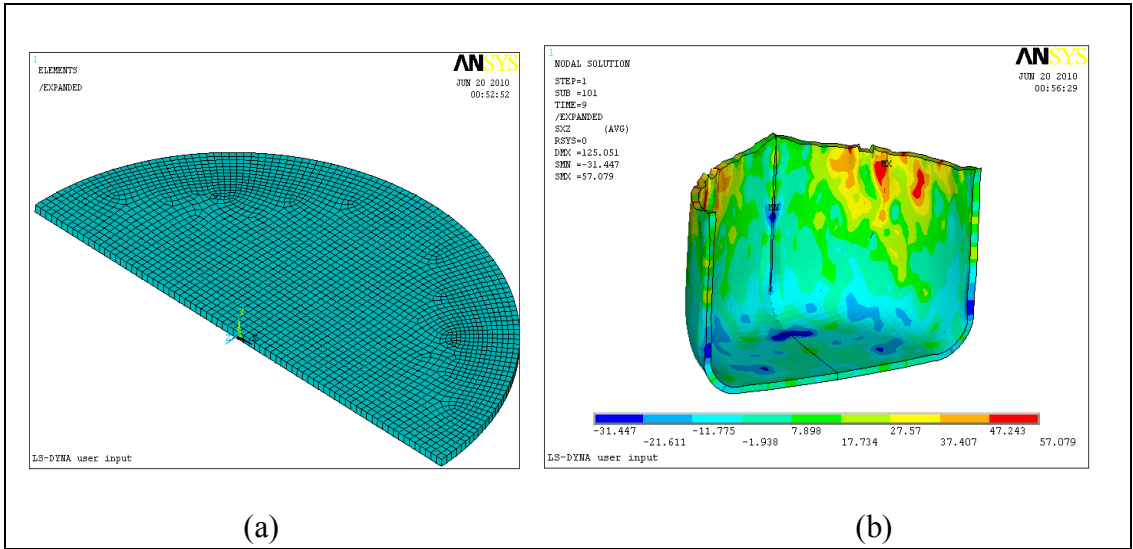 1
ELEMENTS
/EXPANDED
ANSYS
JUN 20 2010
00:52:52
LS-DYNA user input
(a)
1
NODAL SOLUTION
STEP=1
SUB =101
TIME=9
/EXPANDED
SXZ (AVG)
RSYS=0
DMX =125.051
SMN =-31.447
SMX =57.079
ANSYS
JUN 20 2010
00:56:29
MX
MN
-31.447 -11.775 7.898 27.57 47.243
-21.611 -1.938 17.734 37.407 57.079
LS-DYNA user input
(b)